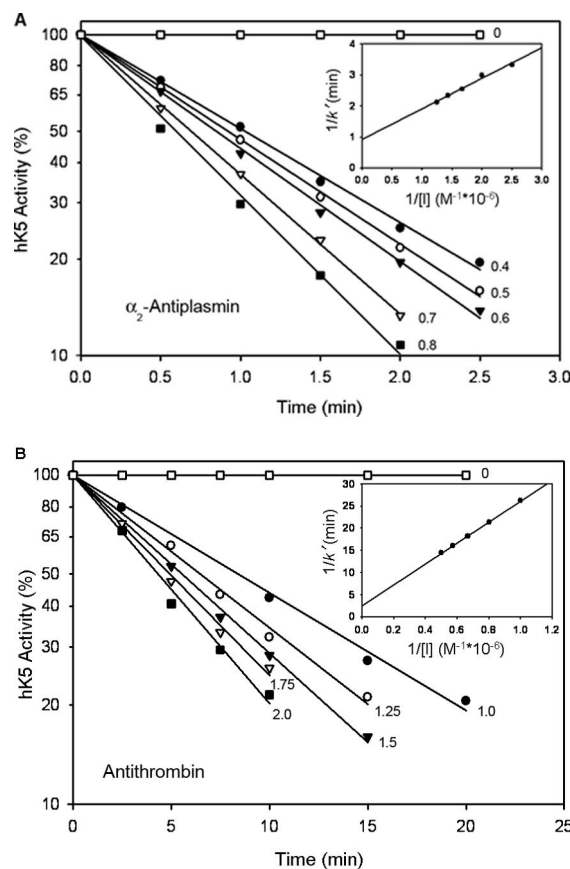 A
0
100
80
65
50
40
30
20
10
hK5 Activity (%)
4
3
2
1
0
1/k′(min)
0.0 0.5 1.0 1.5 2.0 2.5 3.0
1/[I] (M⁻¹*10⁻⁶)
0.4
0.5
0.6
0.7
0.8
α₂-Antiplasmin
0.0 0.5 1.0 1.5 2.0 2.5 3.0
Time (min)
B
0
100
80
65
50
40
30
20
10
hK5 Activity (%)
30
25
20
15
10
5
0
1/k′(min)
0.0 0.2 0.4 0.6 0.8 1.0 1.2
1/[I] (M⁻¹*10⁻⁶)
1.75
2.0
1.25
1.0
1.5
Antithrombin
0 5 10 15 20 25
Time (min)